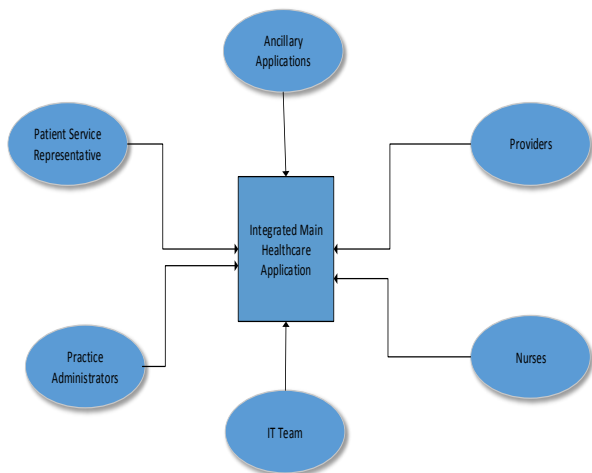 Ancillary
Applications
Patient Service
Representative
Providers
Integrated Main
Healthcare
Application
Practice
Administrators
Nurses
IT Team